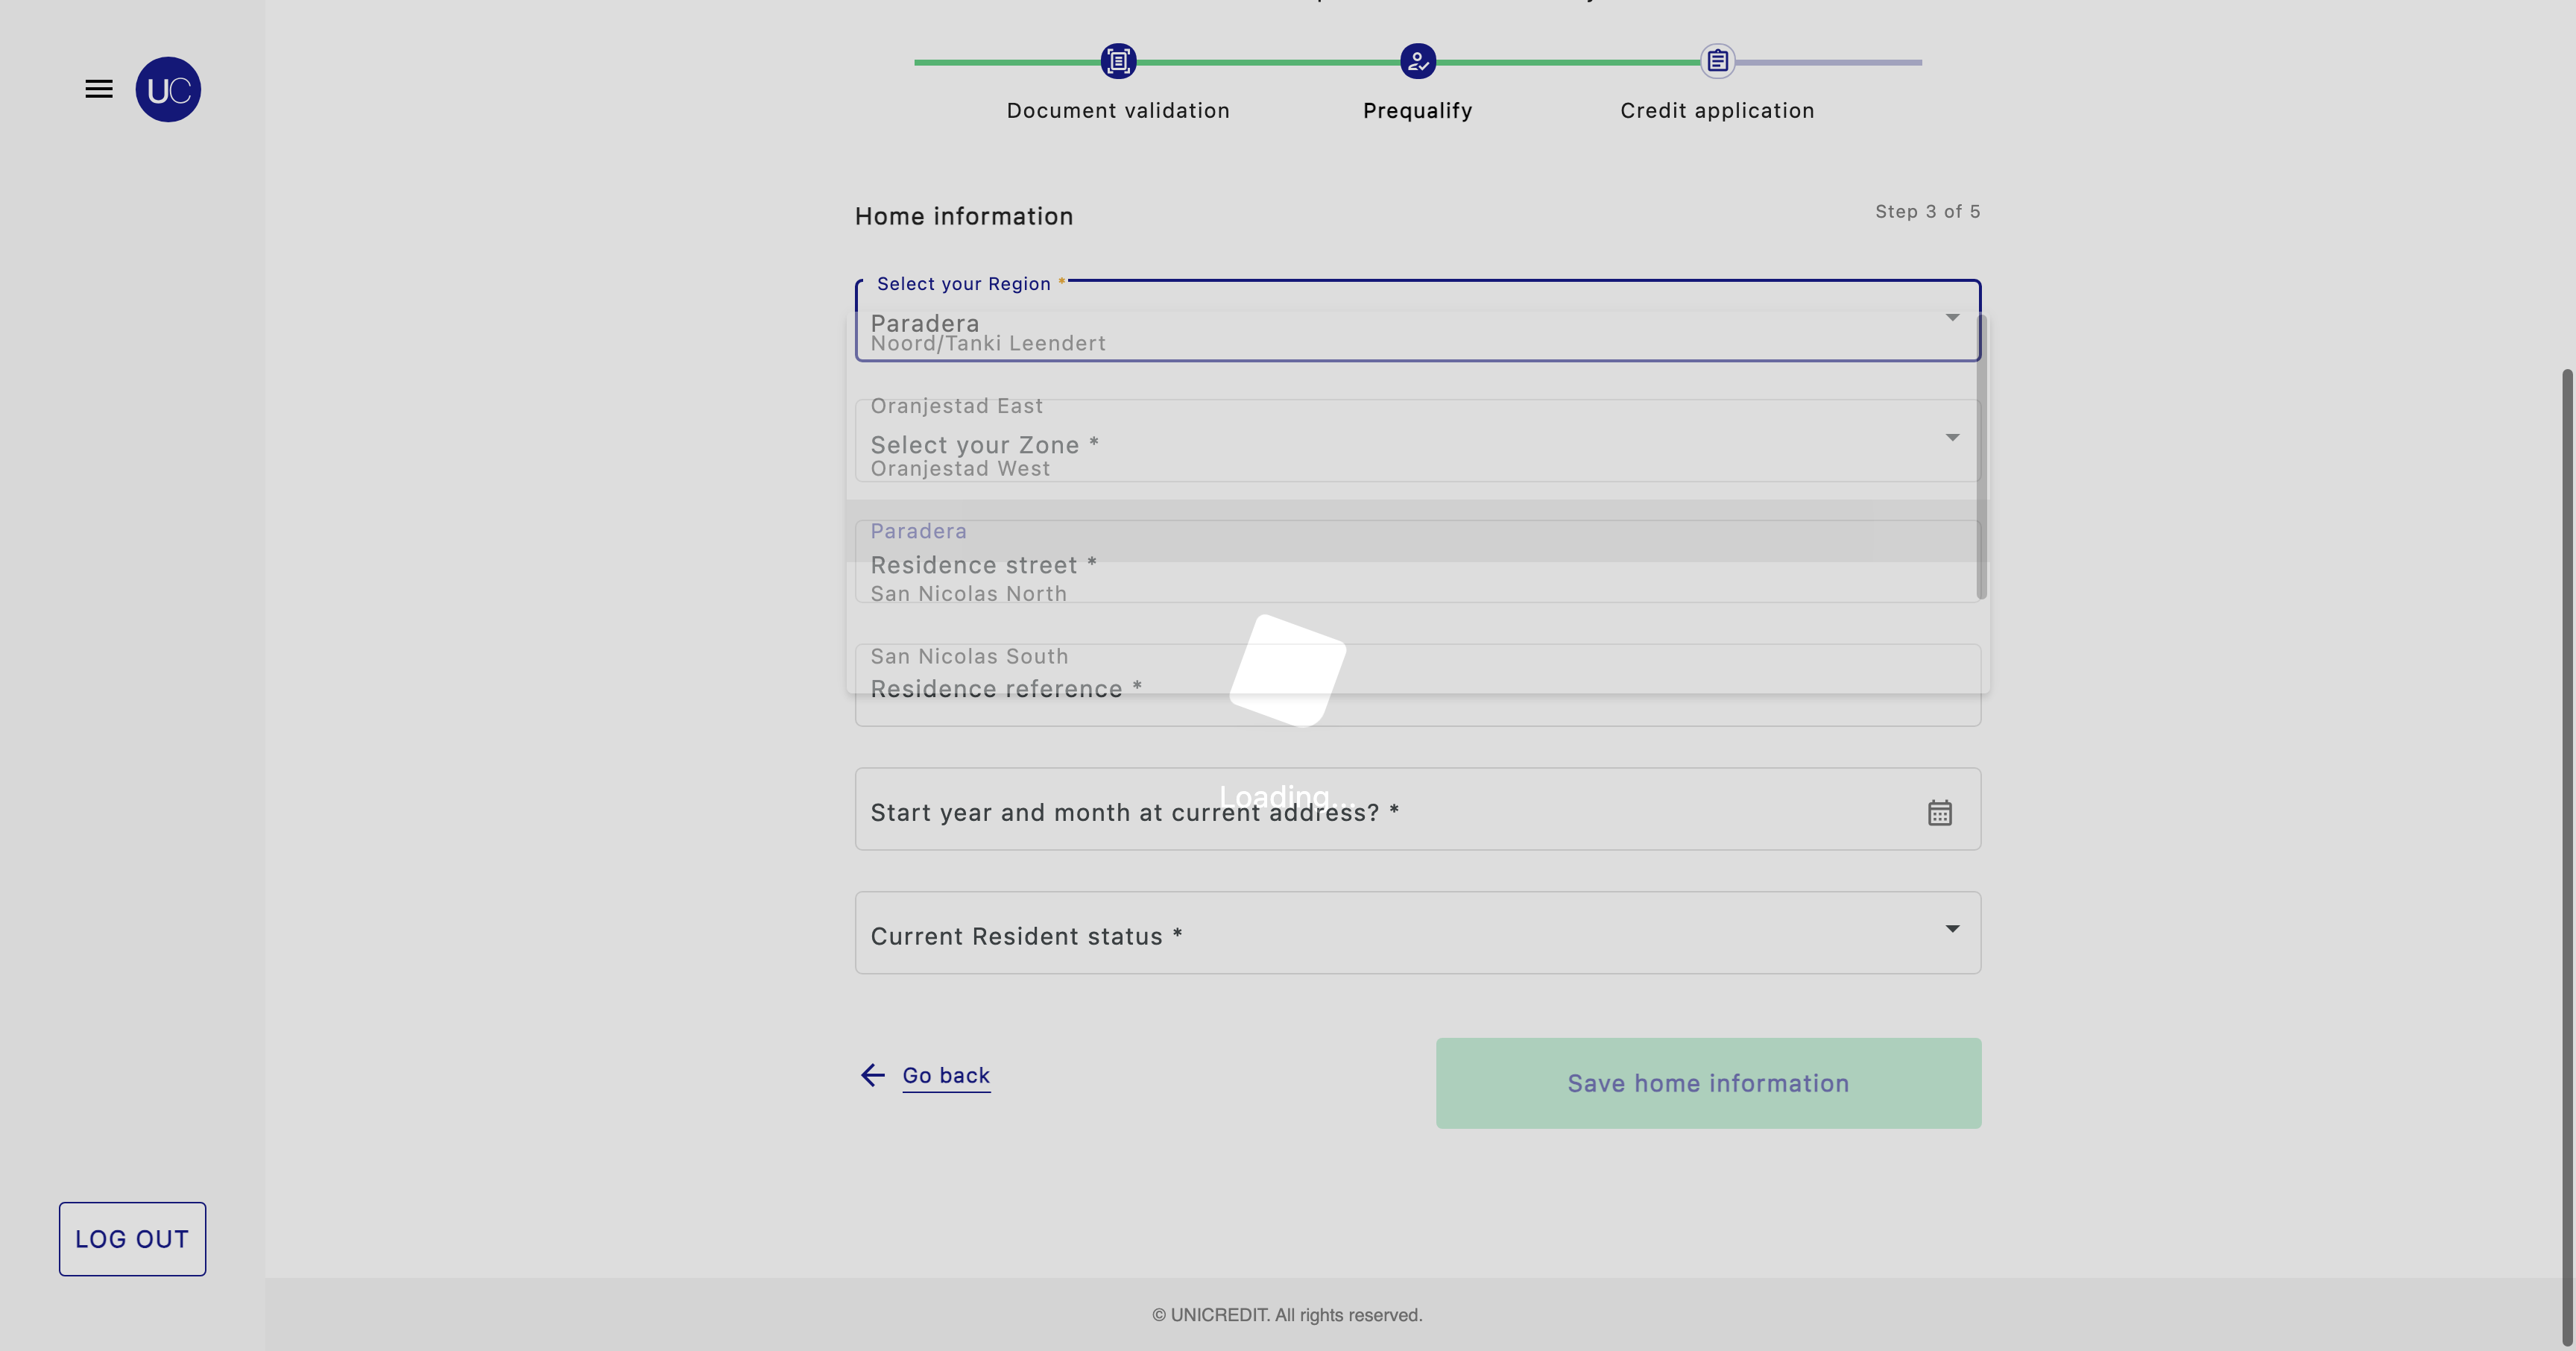 UC
Document validation
Prequalify
Credit application
Home information
Step 3 of 5
Select your Region *
Paradera
Noord/Tanki Leendert
Oranjestad East
Select your Zone *
Oranjestad West
Paradera
Residence street *
San Nicolas North
San Nicolas South
Residence reference *
Loading...
Start year and month at current address? *
Current Resident status *
Go back
Save home information
LOG OUT
© UNICREDIT. All rights reserved.